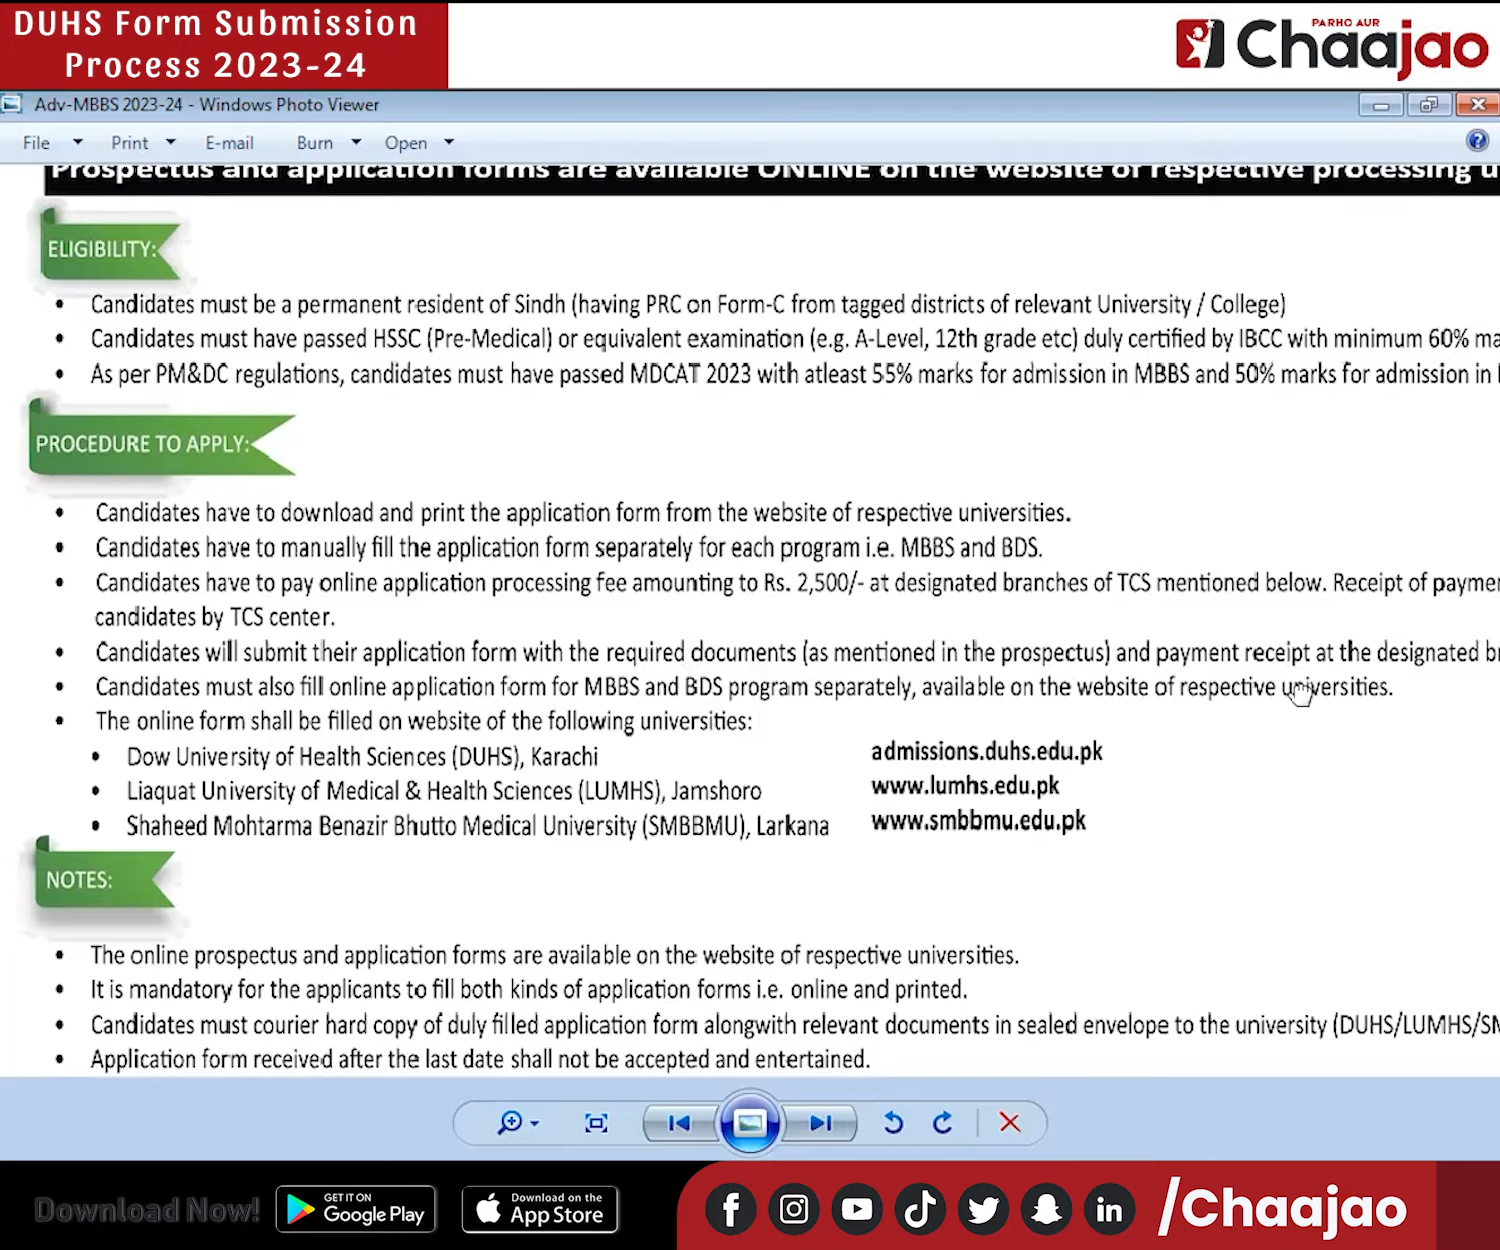 DUHS Form Submission
Process 2023-24
PARHO AUR
Chaajao
Adv-MBBS 2023-24 - Windows Photo Viewer
File Print E-mail Burn Open
Prospectus and application forms are available ONLINE on the website of respective processing u
ELIGIBILITY:
• Candidates must be a permanent resident of Sindh (having PRC on Form-C from tagged districts of relevant University / College)
• Candidates must have passed HSSC (Pre-Medical) or equivalent examination (e.g. A-Level, 12th grade etc) duly certified by IBCC with minimum 60% ma
• As per PM&DC regulations, candidates must have passed MDCAT 2023 with atleast 55% marks for admission in MBBS and 50% marks for admission in
PROCEDURE TO APPLY:
• Candidates have to download and print the application form from the website of respective universities.
• Candidates have to manually fill the application form separately for each program i.e. MBBS and BDS.
• Candidates have to pay online application processing fee amounting to Rs. 2,500/- at designated branches of TCS mentioned below. Receipt of paymen
candidates by TCS center.
• Candidates will submit their application form with the required documents (as mentioned in the prospectus) and payment receipt at the designated br
• Candidates must also fill online application form for MBBS and BDS program separately, available on the website of respective universities.
• The online form shall be filled on website of the following universities:
• Dow University of Health Sciences (DUHS), Karachi admissions.duhs.edu.pk
• Liaquat University of Medical & Health Sciences (LUMHS), Jamshoro www.lumhs.edu.pk
• Shaheed Mohtarma Benazir Bhutto Medical University (SMBBMU), Larkana www.smbbmu.edu.pk
NOTES:
• The online prospectus and application forms are available on the website of respective universities.
• It is mandatory for the applicants to fill both kinds of application forms i.e. online and printed.
• Candidates must courier hard copy of duly filled application form alongwith relevant documents in sealed envelope to the university (DUHS/LUMHS/SM
• Application form received after the last date shall not be accepted and entertained.
Download Now!
GET IT ON
Google Play
Download on the
App Store
/Chaajao